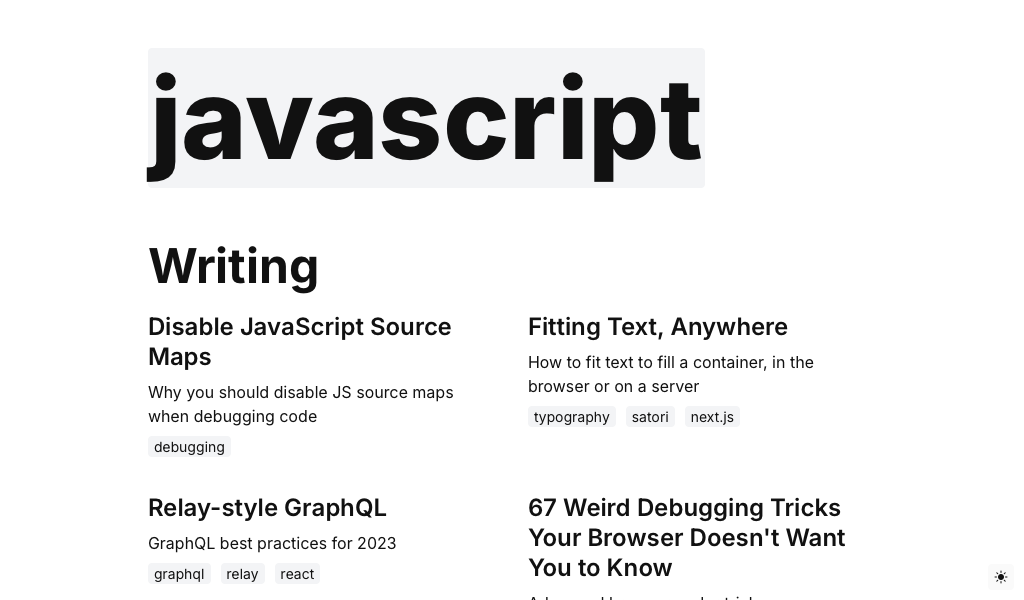 javascript
Writing
Disable JavaScript Source
Maps
Why you should disable JS source maps
when debugging code
debugging
Fitting Text, Anywhere
How to fit text to fill a container, in the
browser or on a server
typography satori next.js
Relay-style GraphQL
GraphQL best practices for 2023
graphql relay react
67 Weird Debugging Tricks
Your Browser Doesn't Want
You to Know